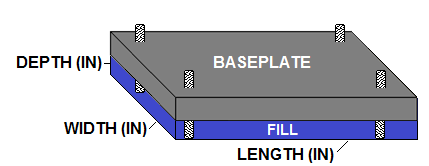 BASEPLATE
DEPTH (IN)
WIDTH (IN)
FILL
LENGTH (IN)